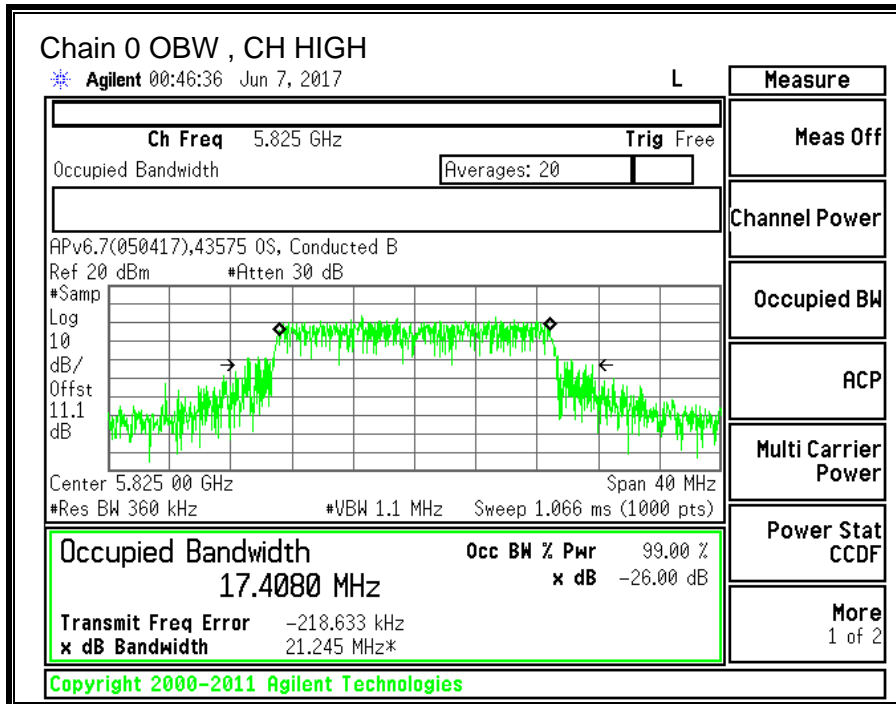 Chain 0 OBW , CH HIGH
Agilent 00:46:36 Jun 7, 2017 L
Measure
Ch Freq 5.825 GHz Trig Free
Occupied Bandwidth Averages: 20
APv6.7(050417),43575 OS, Conducted B
Ref 20 dBm #Atten 30 dB
#Samp
Log
10
dB/
Offst
11.1
dB
Center 5.825 00 GHz Span 40 MHz
#Res BW 360 kHz #VBW 1.1 MHz Sweep 1.066 ms (1000 pts)
Occupied Bandwidth
17.4080 MHz
Occ BW % Pwr 99.00 %
x dB -26.00 dB
Transmit Freq Error -218.633 kHz
x dB Bandwidth 21.245 MHz*
Meas Off
Channel Power
Occupied BW
ACP
Multi Carrier
Power
Power Stat
CCDF
More
1 of 2
Copyright 2000-2011 Agilent Technologies